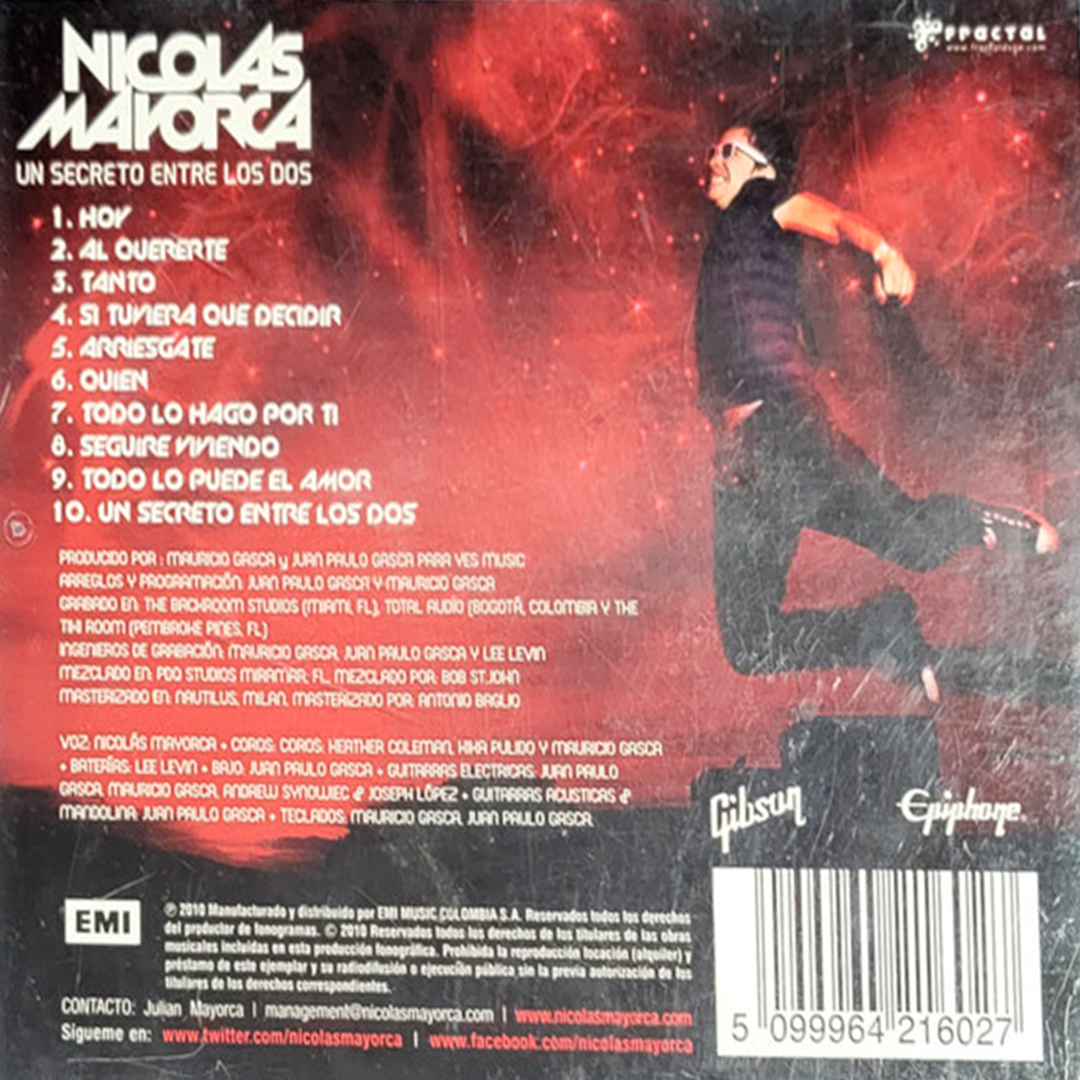 NICOLAS
MAYORCA
UN SECRETO ENTRE LOS DOS
FRACTAL
1. HOY
2. AL QUERERTE
3. TANTO
4. SI TUVIERA QUE DECIDIR
5. ARRIESGATE
6. QUIEN
7. TODO LO HAGO POR TI
8. SEGUIRE VIVIENDO
9. TODO LO PUEDE EL AMOR
10. UN SECRETO ENTRE LOS DOS
PRODUCIDO POR : MAURICIO GASCA y JUAN PAULO GASCA PARA YES MUSIC
ARREGLOS Y PROGRAMACIÓN: JUAN PAULO GASCA Y MAURICIO GASCA
GRABADO EN: THE BACKROOM STUDIOS (MIAMI, FL), TOTAL AUDIO (BOGOTÁ, COLOMBIA Y THE
TIKI ROOM (PEMBROKE PINES, FL)
INGENIEROS DE GRABACIÓN: MAURICIO GASCA, JUAN PAULO GASCA Y LEE LEVIN
MEZCLADO EN: PDQ STUDIOS MIRAMAR, FL., MEZCLADO POR: BOB ST.JOHN
MASTERIZADO EN: NAUTILUS, MILAN. MASTERIZADO POR: ANTONIO BAGLIO
VOZ: NICOLÁS MAYORCA • COROS: COROS: HEATHER COLEMAN, KIKA PULIDO Y MAURICIO GASCA
• BATERÍAS: LEE LEVIN • BAJO: JUAN PAULO GASCA • GUITARRAS ELECTRICAS: JUAN PAULO
GASCA, MAURICIO GASCA, ANDREW SYNOWIEC & JOSEPH LÓPEZ • GUITARRAS ACUSTICAS &
MANDOLINA: JUAN PAULO GASCA • TECLADOS: MAURICIO GASCA, JUAN PAULO GASCA
Gibson
Epiphone.
EMI
℗ 2010 Manufacturado y distribuido por EMI MUSIC COLOMBIA S.A. Reservados todos los derechos
del productor de fonogramas. © 2010 Reservados todos los derechos de los titulares de las obras
musicales incluidas en esta producción fonográfica. Prohibida la reproducción locación (alquiler) y
préstamo de este ejemplar y su radiodifusión o ejecución pública sin la previa autorización de los
titulares de los derechos correspondientes.
CONTACTO: Julian Mayorca | management@nicolasmayorca.com | www.nicolasmayorca.com
Sigueme en: www.twitter.com/nicolasmayorca | www.facebook.com/nicolasmayorca
5 099964 216027